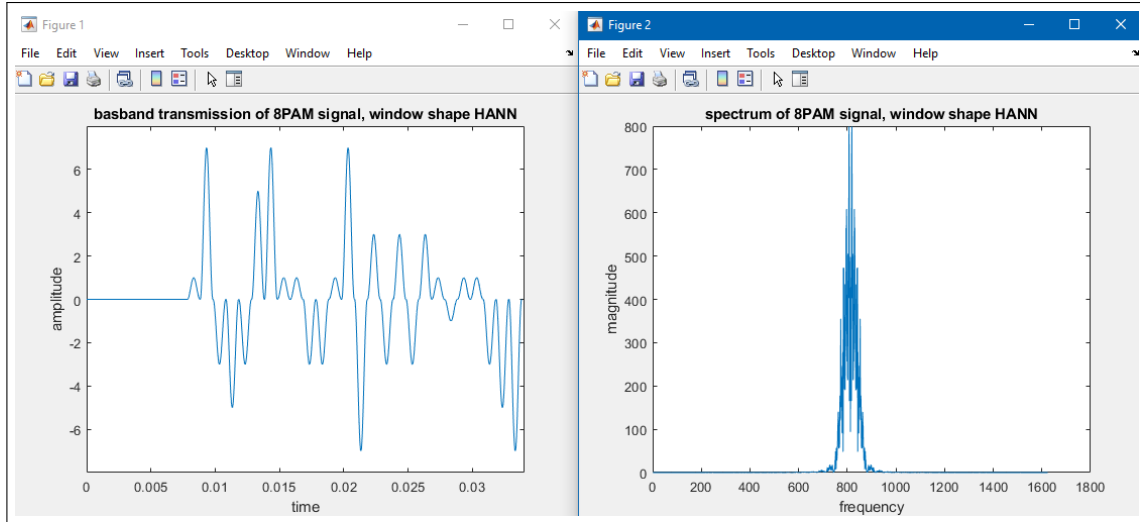 Figure 1
File Edit View Insert Tools Desktop Window Help
basband transmission of 8PAM signal, window shape HANN
6
4
2
0
-2
-4
-6
amplitude
0 0.005 0.01 0.015 0.02 0.025 0.03
time
Figure 2
File Edit View Insert Tools Desktop Window Help
spectrum of 8PAM signal, window shape HANN
800
700
600
500
400
300
200
100
0
magnitude
0 200 400 600 800 1000 1200 1400 1600 1800
frequency